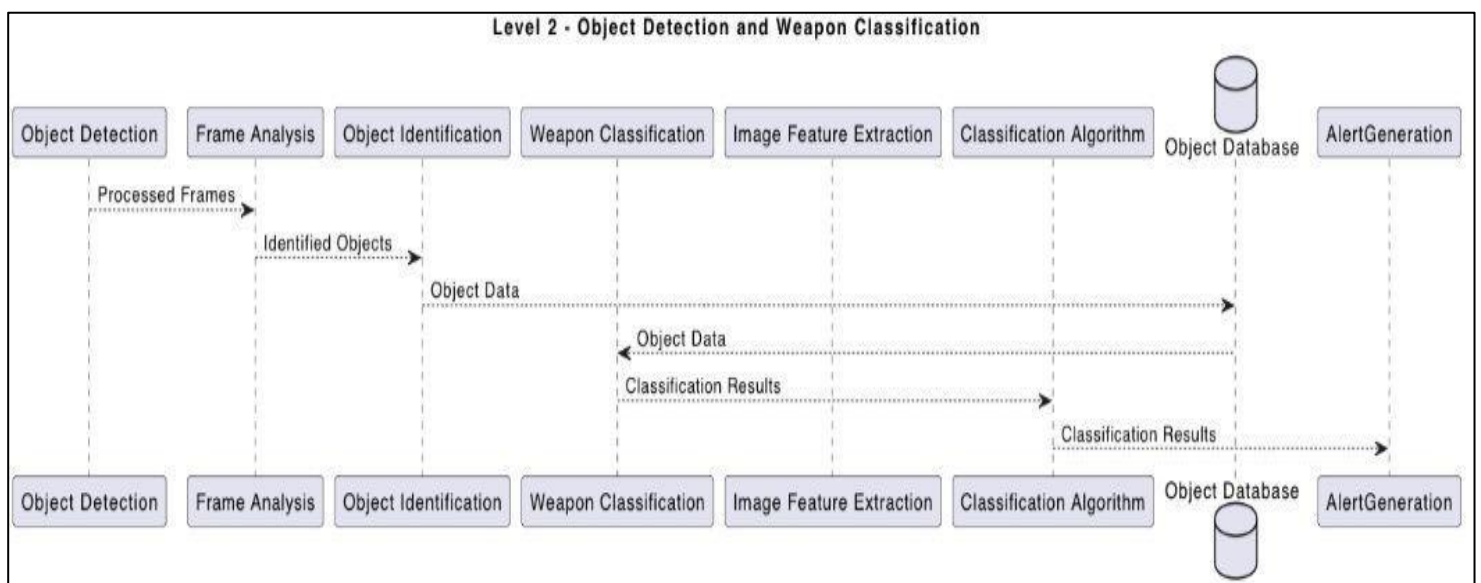 Level 2 - Object Detection and Weapon Classification
Object Detection
Frame Analysis
Object Identification
Weapon Classification
Image Feature Extraction
Classification Algorithm
Object Database
AlertGeneration
Processed Frames
Identified Objects
Object Data
Object Data
Classification Results
Classification Results
Object Detection
Frame Analysis
Object Identification
Weapon Classification
Image Feature Extraction
Classification Algorithm
Object Database
AlertGeneration